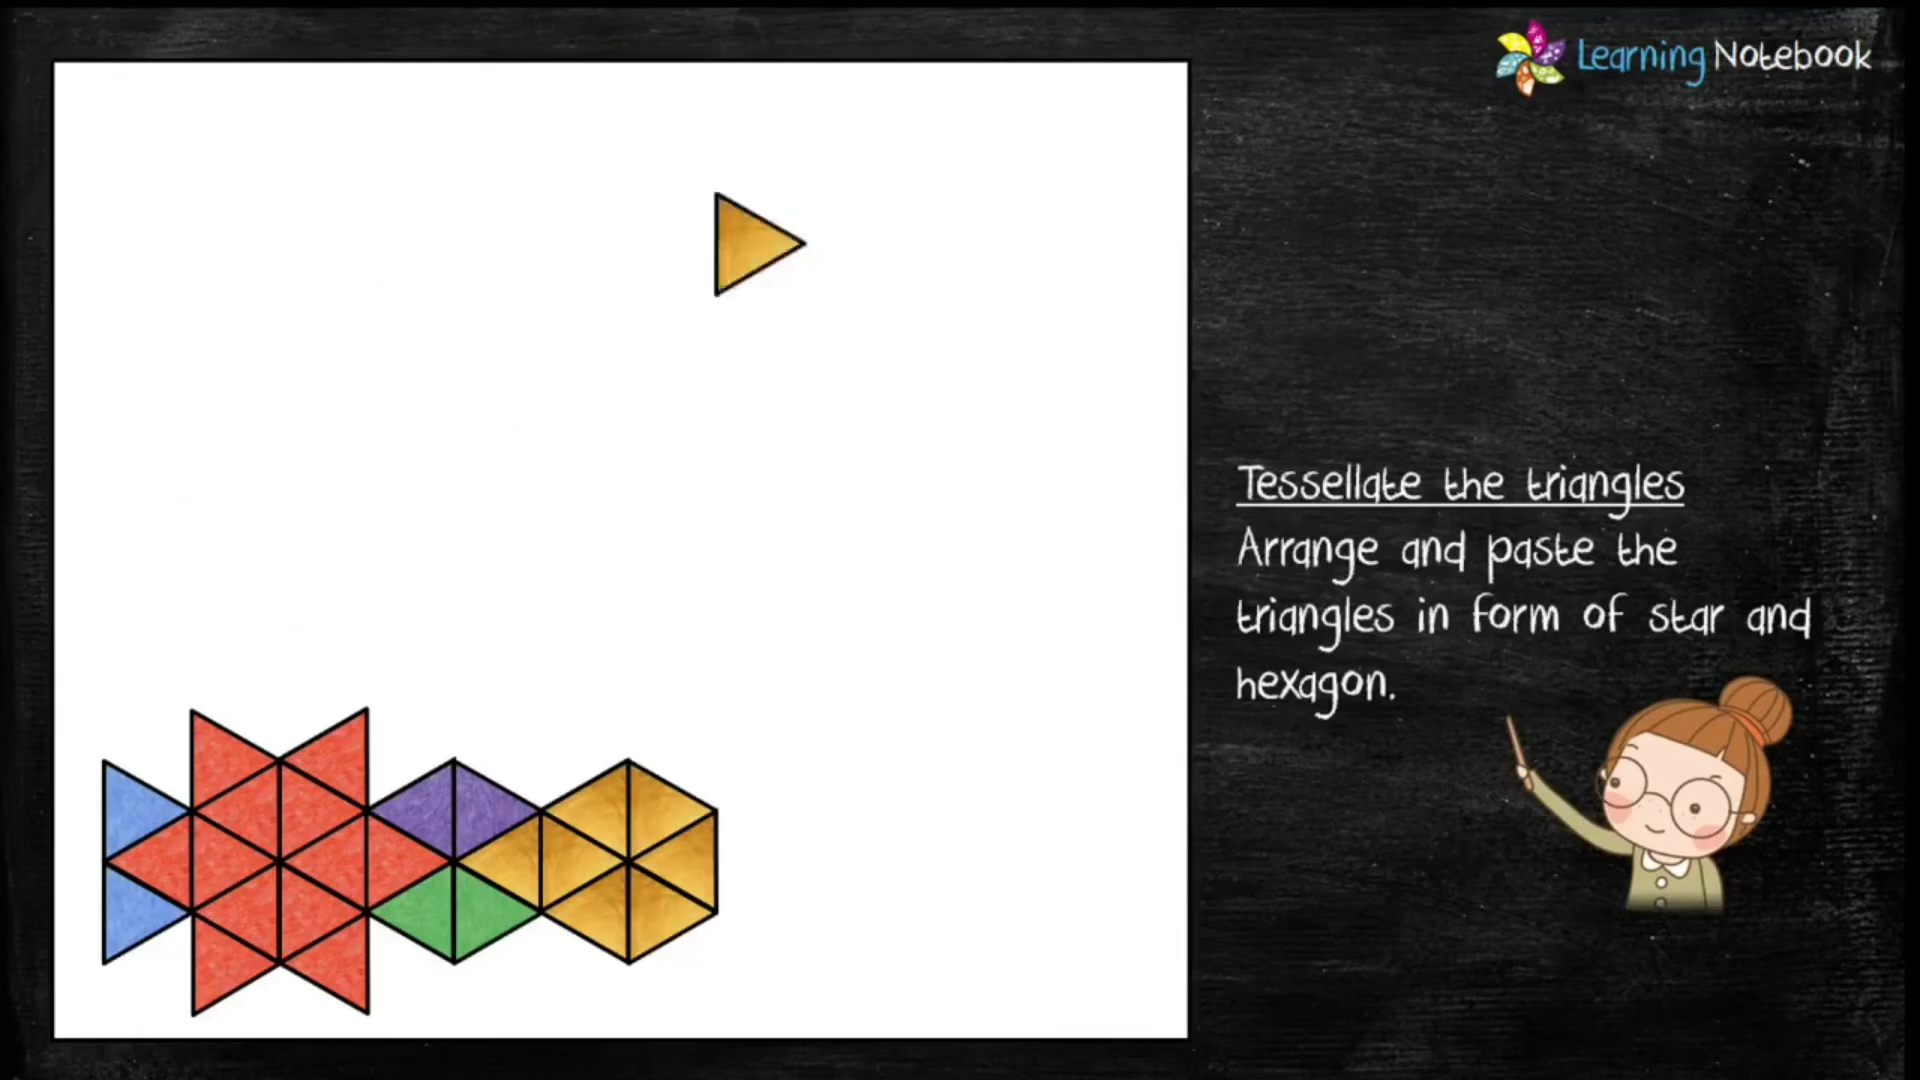 Learning Notebook
Tessellate the triangles
Arrange and paste the
triangles in form of star and
hexagon.